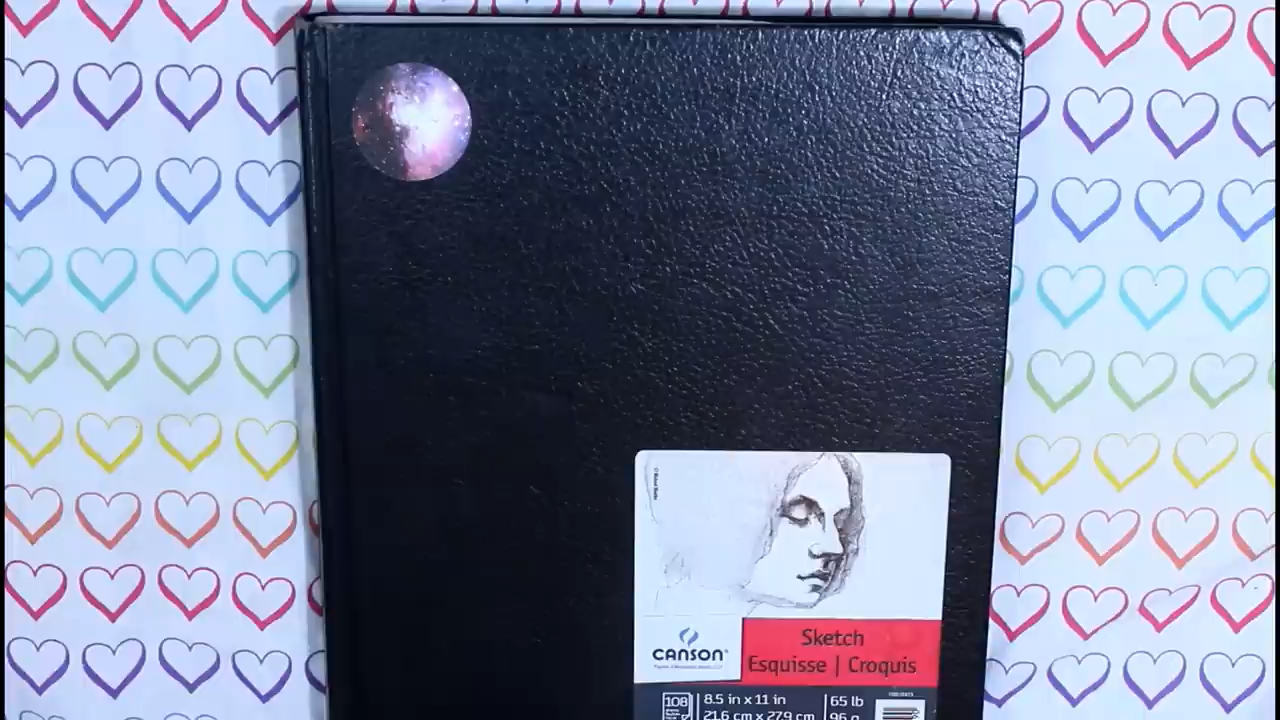 Sketch
CANSON®
Esquisse | Croquis
108
8.5 in x 11 in
65 lb
21.6 cm x 27.9 cm
96 g